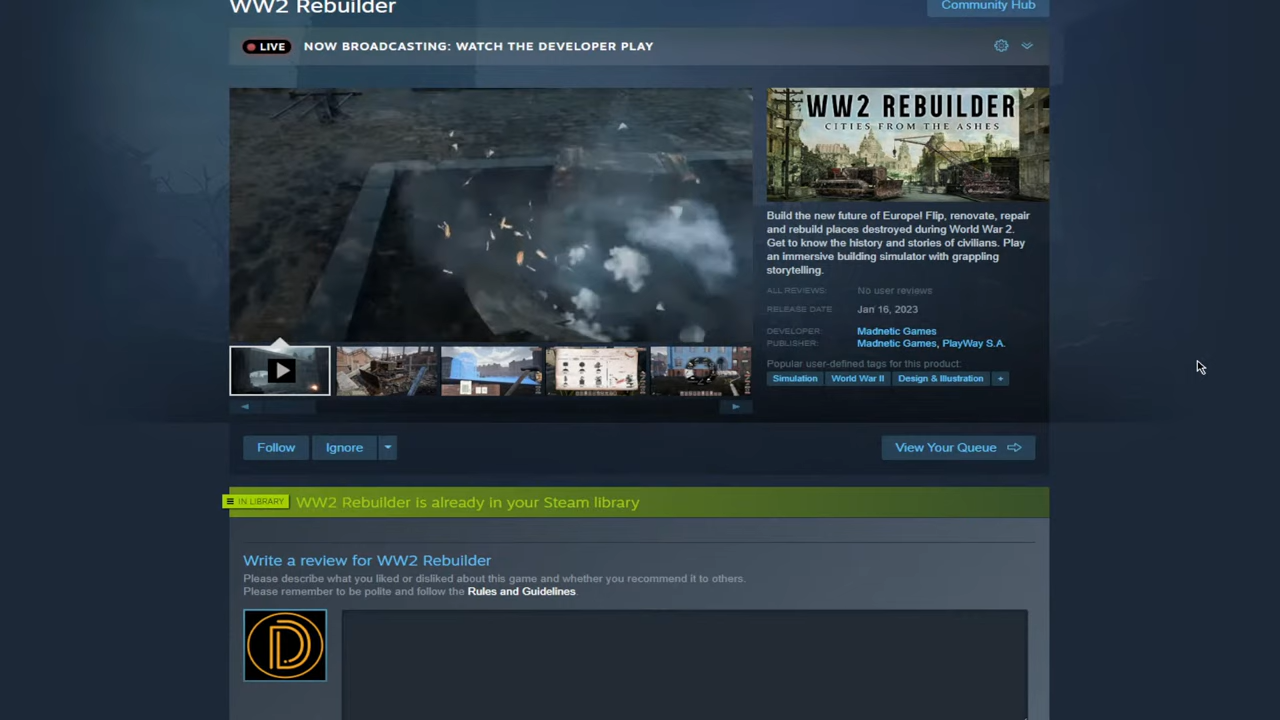 WW2 Rebuilder
Community Hub
LIVE
NOW BROADCASTING: WATCH THE DEVELOPER PLAY
WW2 REBUILDER
CITIES FROM THE ASHES
Build the new future of Europe! Flip, renovate, repair
and rebuild places destroyed during World War 2.
Get to know the history and stories of civilians. Play
an immersive building simulator with grappling
storytelling.
ALL REVIEWS: No user reviews
RELEASE DATE Jan 16, 2023
DEVELOPER: Madnetic Games
PUBLISHER: Madnetic Games, PlayWay S.A.
Popular user-defined tags for this product:
Simulation World War II Design & Illustration +
Follow Ignore View Your Queue
IN LIBRARY WW2 Rebuilder is already in your Steam library
Write a review for WW2 Rebuilder
Please describe what you liked or disliked about this game and whether you recommend it to others.
Please remember to be polite and follow the Rules and Guidelines.